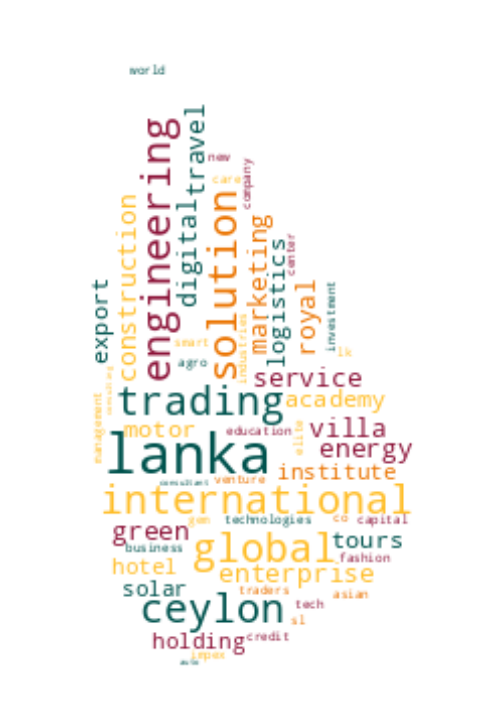 world
engineering
travel
new
care
company
digital
construction
solution
marketing
logistics
center
export
royal
investment
industries
smart
lk
agro
service
consulting
trading
academy
management
motor
education
elite
villa
lanka
energy
institute
consultant
venture
international
gem
technologies
co
capital
green
global
tours
business
fashion
hotel
enterprise
solar
traders
asian
ceylon
tech
sl
holding
credit
impex
auto